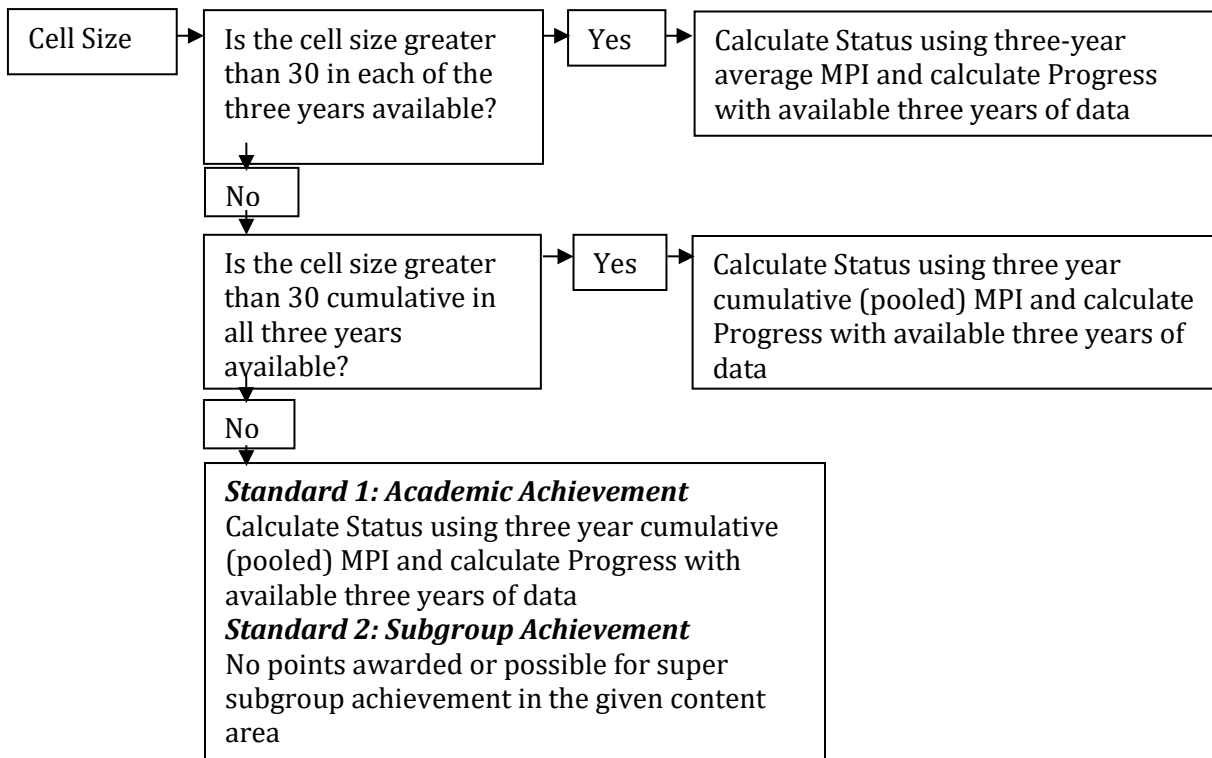 Cell Size
Is the cell size greater
than 30 in each of the
three years available?
Yes
Calculate Status using three-year
average MPI and calculate Progress
with available three years of data
No
Is the cell size greater
than 30 cumulative in
all three years
available?
Yes
Calculate Status using three year
cumulative (pooled) MPI and calculate
Progress with available three years of
data
No
Standard 1: Academic Achievement
Calculate Status using three year cumulative
(pooled) MPI and calculate Progress with
available three years of data
Standard 2: Subgroup Achievement
No points awarded or possible for super
subgroup achievement in the given content
area